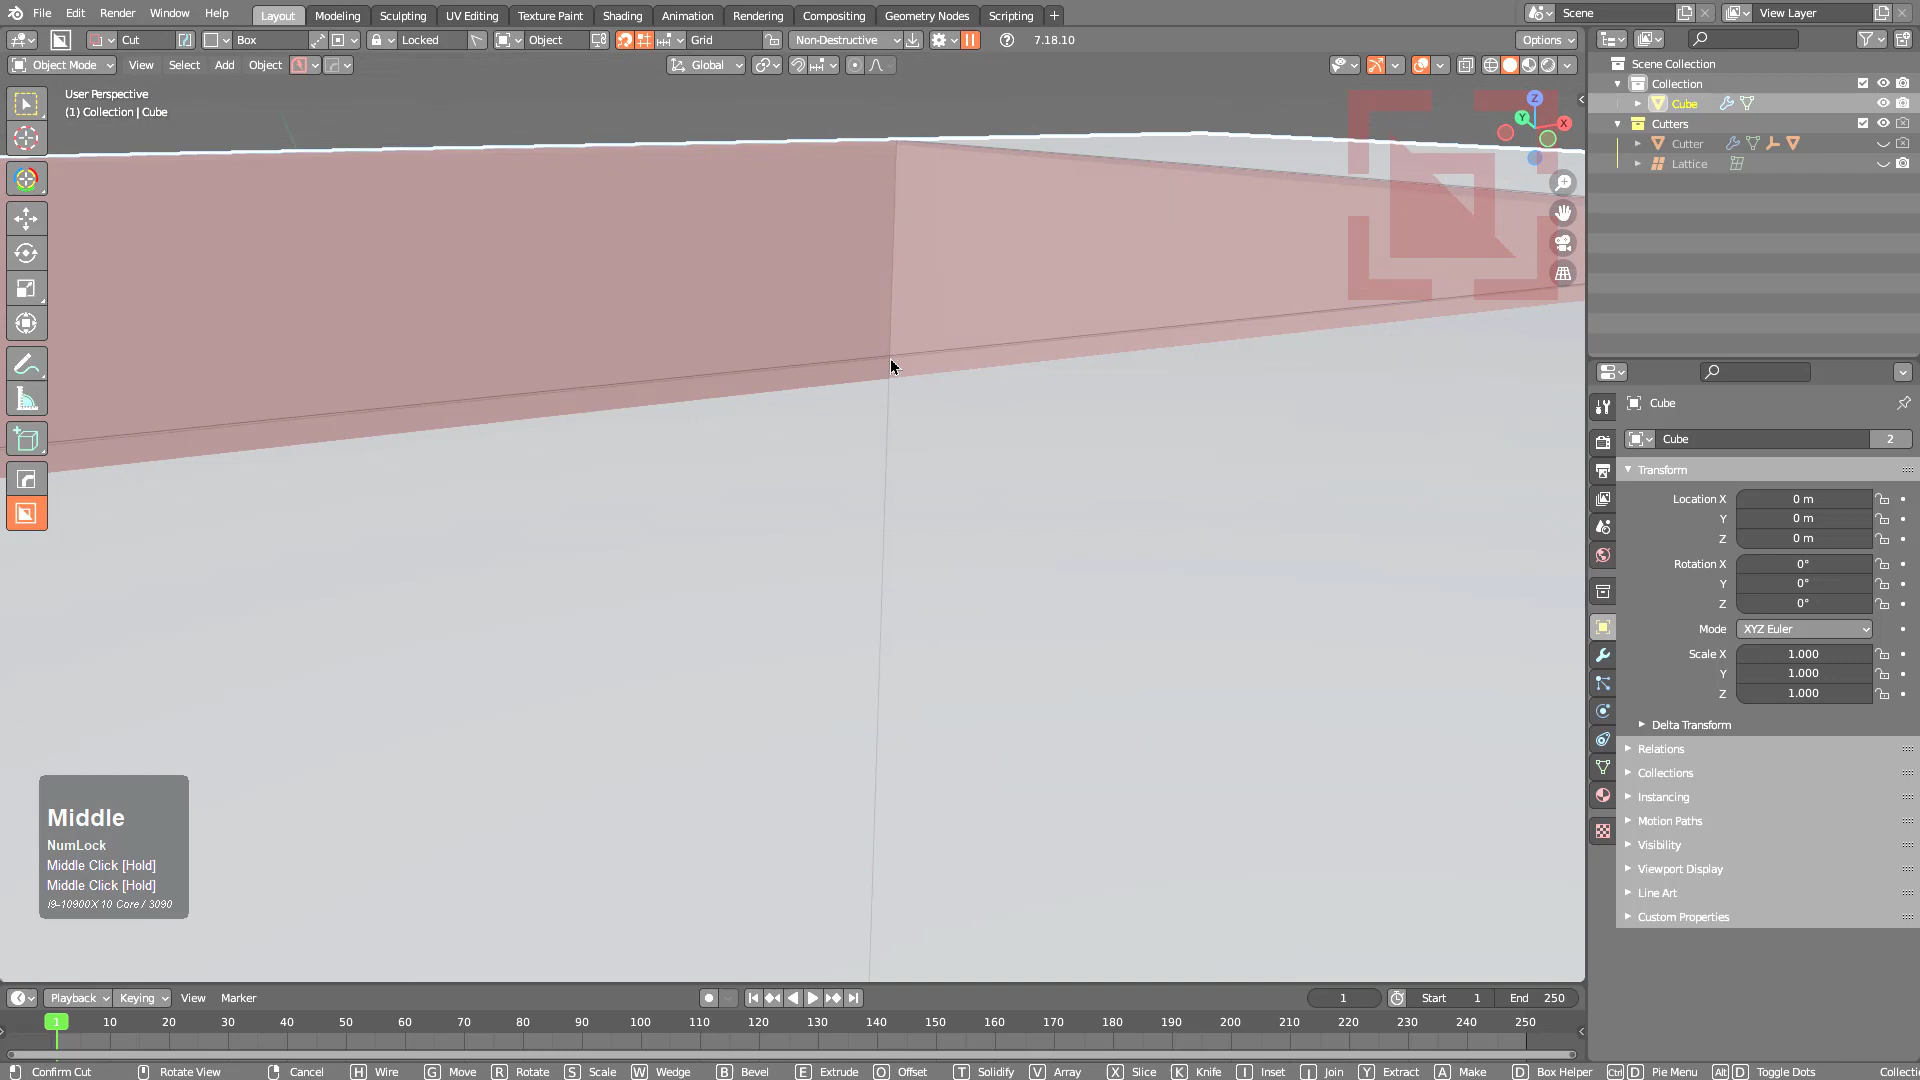 File Edit Render Window Help Layout Modeling Sculpting UV Editing Texture Paint Shading Animation Rendering Compositing Geometry Nodes Scripting + Scene View Layer
Cut Box Locked Object Grid Non-Destructive 7.18.10 Options
Object Mode View Select Add Object Global
User Perspective
(1) Collection | Cube
Z
Y
X
Scene Collection
Collection
Cube
Cutters
Cutter
Lattice
Cube
Cube 2
Transform
Location X 0 m
Y 0 m
Z 0 m
Rotation X 0°
Y 0°
Z 0°
Mode XYZ Euler
Scale X 1.000
Y 1.000
Z 1.000
Delta Transform
Relations
Collections
Instancing
Motion Paths
Visibility
Viewport Display
Line Art
Custom Properties
Middle
NumLock
Middle Click [Hold]
Middle Click [Hold]
i9-10900X 10 Core / 3090
Playback Keying View Marker 1 Start 1 End 250
1 10 20 30 40 50 60 70 80 90 100 110 120 130 140 150 160 170 180 190 200 210 220 230 240 250
Confirm Cut Rotate View Cancel H Wire G Move R Rotate S Scale W Wedge B Bevel E Extrude O Offset T Solidify V Array X Slice K Knife I Inset J Join Y Extract A Make D Box Helper Ctrl D Pie Menu Alt D Toggle Dots Collectio